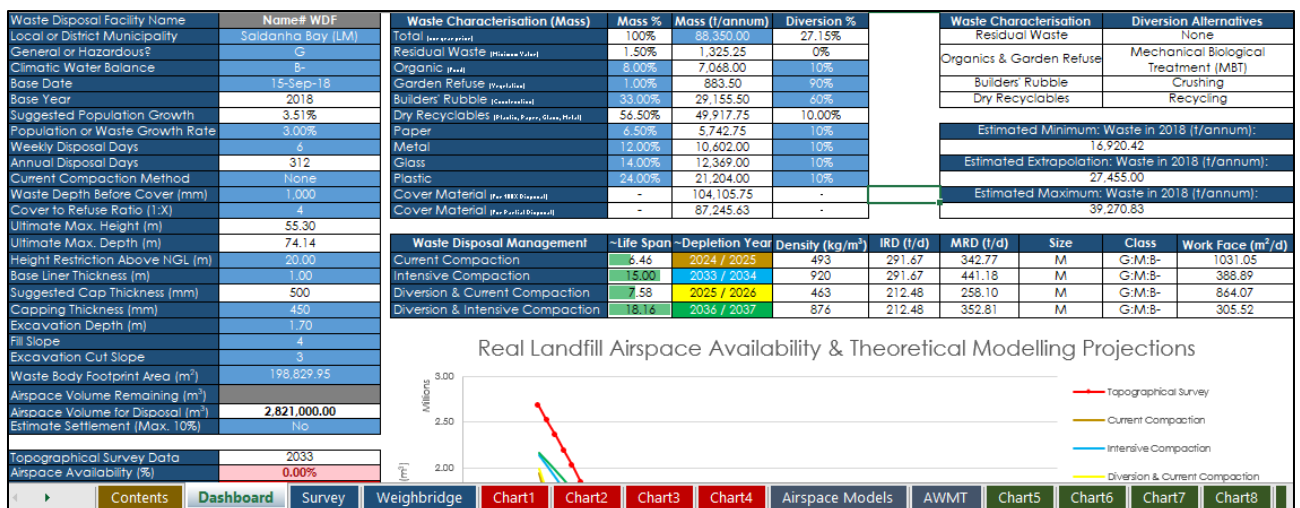 Waste Disposal Facility Name Name# WDF
Local or District Municipality Saldanha Bay (LM)
General or Hazardous? G
Climatic Water Balance B-
Base Date 15-Sep-18
Base Year 2018
Suggested Population Growth 3.51%
Population or Waste Growth Rate 3.00%
Weekly Disposal Days 6
Annual Disposal Days 312
Current Compaction Method None
Waste Depth Before Cover (mm) 1,000
Cover to Refuse Ratio (1:X) 4
Ultimate Max. Height (m) 55.30
Ultimate Max. Depth (m) 74.14
Height Restriction Above NGL (m) 20.00
Base Liner Thickness (m) 1.00
Suggested Cap Thickness (mm) 500
Capping Thickness (mm) 450
Excavation Depth (m) 1.70
Fill Slope 4
Excavation Cut Slope 3
Waste Body Footprint Area (m²) 198,829.95
Airspace Volume Remaining (m³)
Airspace Volume for Disposal (m³) 2,821,000.00
Estimate Settlement (Max. 10%) No
Topographical Survey Data 2033
Airspace Availability (%) 0.00%
Waste Characterisation (Mass) Mass % Mass (t/annum) Diversion %
Total 100% 88,350.00 27.15%
Residual Waste (Minimum Value) 1.50% 1,325.25 0%
Organic (Food) 8.00% 7,068.00 10%
Garden Refuse (Vegetation) 1.00% 883.50 90%
Builders' Rubble (Construction) 33.00% 29,155.50 60%
Dry Recyclables (Plastic, Paper, Glass, Metal) 56.50% 49,917.75 10.00%
Paper 6.50% 5,742.75 10%
Metal 12.00% 10,602.00 10%
Glass 14.00% 12,369.00 10%
Plastic 24.00% 21,204.00 10%
Cover Material (For 100% Disposal) - 104,105.75 -
Cover Material (For Partial Disposal) - 87,245.63 -
Waste Characterisation Diversion Alternatives
Residual Waste None
Organics & Garden Refuse Mechanical Biological
Treatment (MBT)
Builders' Rubble Crushing
Dry Recyclables Recycling
Estimated Minimum: Waste in 2018 (t/annum):
16,920.42
Estimated Extrapolation: Waste in 2018 (t/annum):
27,455.00
Estimated Maximum: Waste in 2018 (t/annum):
39,270.83
Waste Disposal Management ~Life Span ~Depletion Year Density (kg/m³) IRD (t/d) MRD (t/d) Size Class Work Face (m²/d)
Current Compaction 6.46 2024 / 2025 493 291.67 342.77 M G:M:B- 1031.05
Intensive Compaction 15.00 2033 / 2034 920 291.67 441.18 M G:M:B- 388.89
Diversion & Current Compaction 7.58 2025 / 2026 463 212.48 258.10 M G:M:B- 864.07
Diversion & Intensive Compaction 18.16 2036 / 2037 876 212.48 352.81 M G:M:B- 305.52
Real Landfill Airspace Availability & Theoretical Modelling Projections
Millions
(m³)
3.00
2.50
2.00
Topographical Survey
Current Compaction
Intensive Compaction
Diversion & Current Compaction
Contents Dashboard Survey Weighbridge Chart1 Chart2 Chart3 Chart4 Airspace Models AWMT Chart5 Chart6 Chart7 Chart8